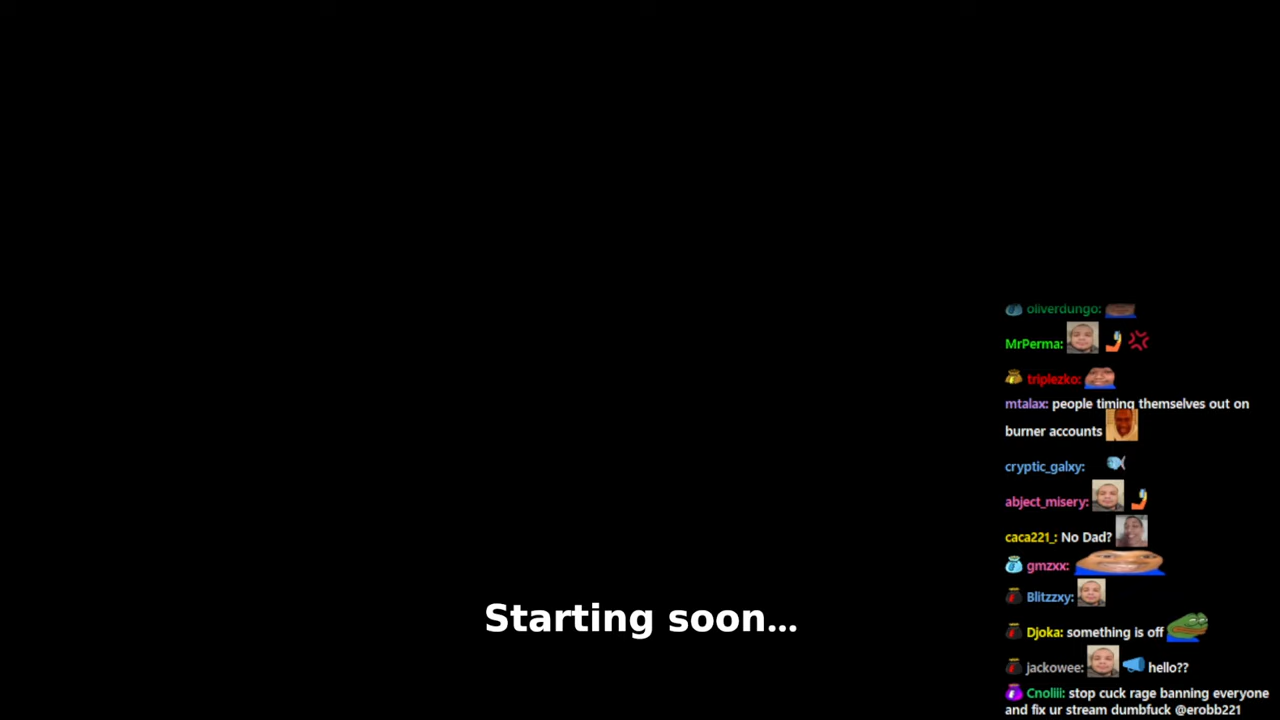 oliverdungo:
MrPerma:
triplezko:
mtalax: people timing themselves out on
burner accounts
cryptic_galxy:
abject_misery:
caca221_: No Dad?
gmzxx:
Blitzzxy:
Starting soon...
Djoka: something is off
jackowee: hello??
Cnoliii: stop cuck rage banning everyone
and fix ur stream dumbfuck @erobb221